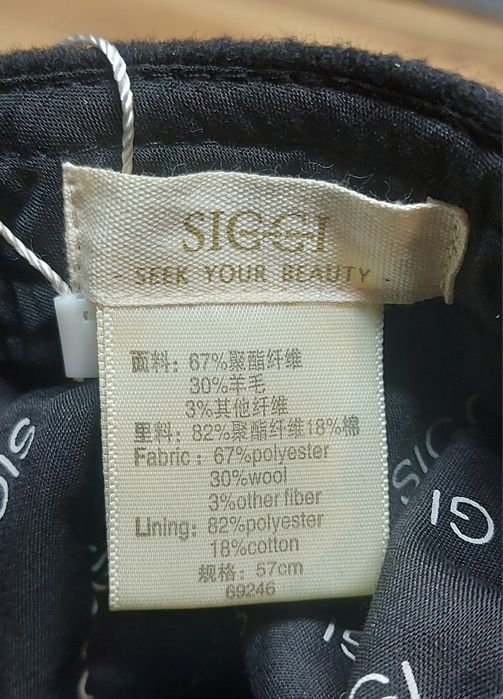 SIGGI
SEEK YOUR BEAUTY
面料：67%聚酯纤维
30%羊毛
3%其他纤维
里料：82%聚酯纤维18%棉
Fabric : 67%polyester
30%wool
3%other fiber
Lining: 82%polyester
18%cotton
规格：57cm
69246
GI
GI